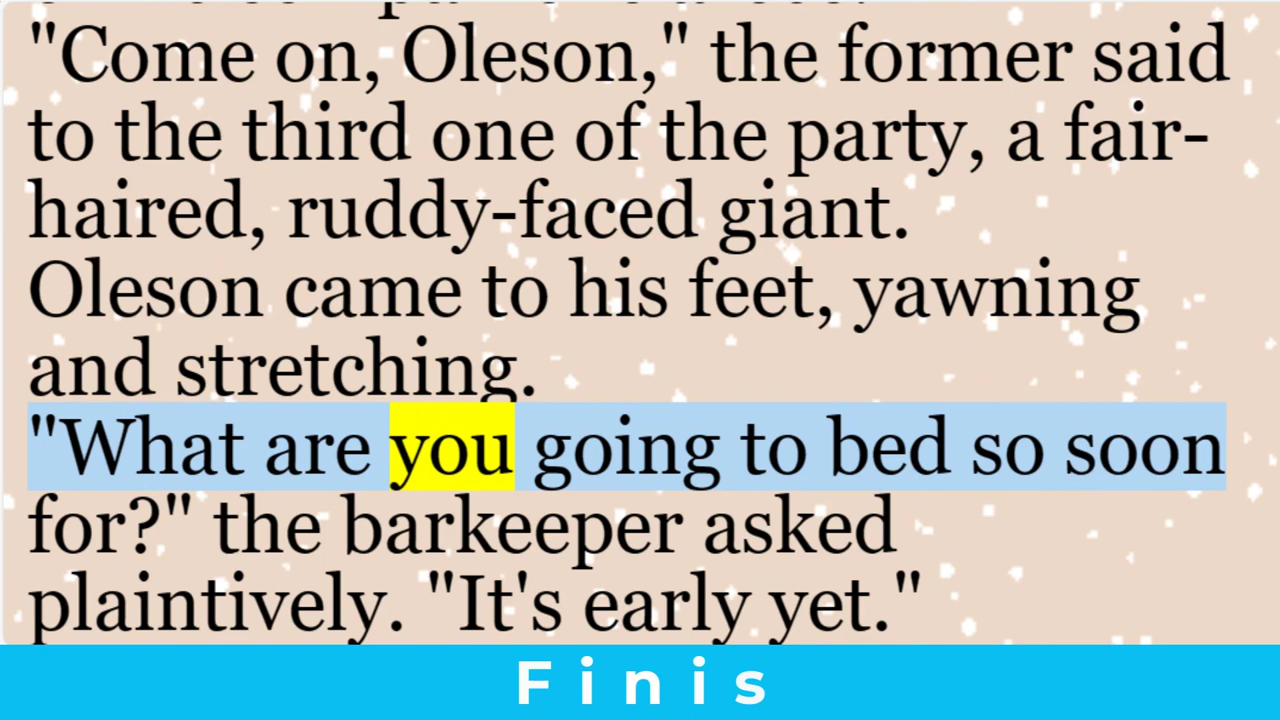 "Come on, Oleson," the former said
to the third one of the party, a fair-
haired, ruddy-faced giant.
Oleson came to his feet, yawning
and stretching.
"What are you going to bed so soon
for?" the barkeeper asked
plaintively. "It's early yet."
Finis